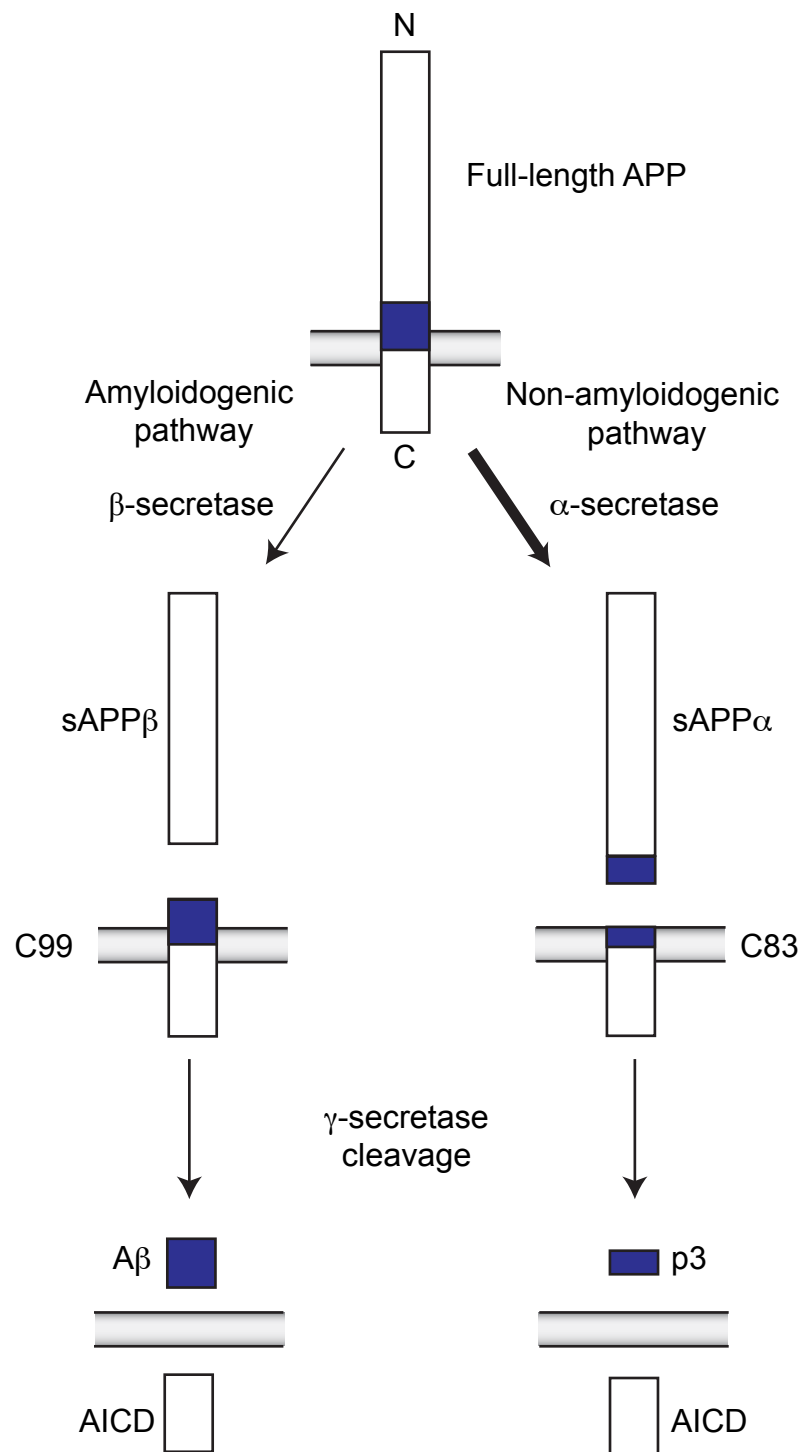 N
Full-length APP
Amyloidogenic
pathway
Non-amyloidogenic
pathway
C
β-secretase
α-secretase
sAPPβ
sAPPα
C99
C83
γ-secretase
cleavage
Aβ
p3
AICD
AICD